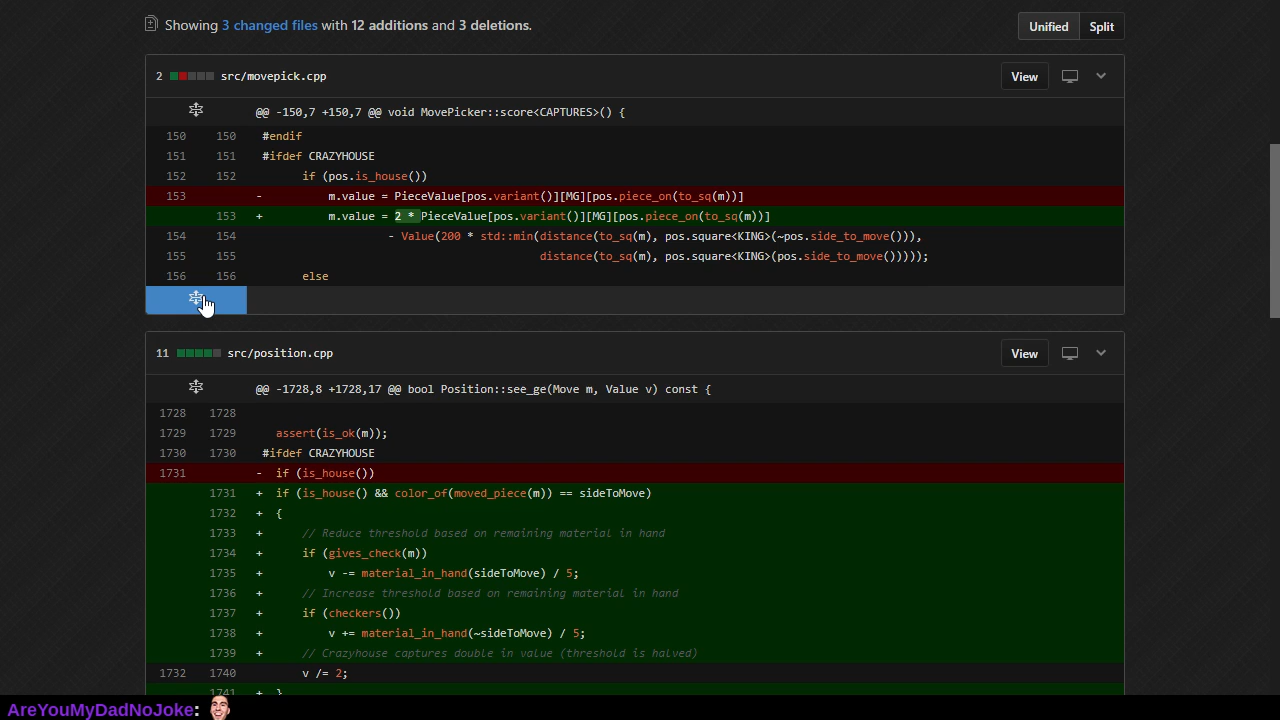 Showing 3 changed files with 12 additions and 3 deletions.
Unified Split
2 src/movepick.cpp View
@@ -150,7 +150,7 @@ void MovePicker::score<CAPTURES>() {
150 150 #endif
151 151 #ifdef CRAZYHOUSE
152 152 if (pos.is_house())
153 - m.value = PieceValue[pos.variant()][MG][pos.piece_on(to_sq(m))]
153 + m.value = 2 * PieceValue[pos.variant()][MG][pos.piece_on(to_sq(m))]
154 154 - Value(200 * std::min(distance(to_sq(m), pos.square<KING>(~pos.side_to_move())),
155 155 distance(to_sq(m), pos.square<KING>(pos.side_to_move()))));
156 156 else
11 src/position.cpp View
@@ -1728,8 +1728,17 @@ bool Position::see_ge(Move m, Value v) const {
1728 1728
1729 1729 assert(is_ok(m));
1730 1730 #ifdef CRAZYHOUSE
1731 - if (is_house())
1731 + if (is_house() && color_of(moved_piece(m)) == sideToMove)
1732 + {
1733 + // Reduce threshold based on remaining material in hand
1734 + if (gives_check(m))
1735 + v -= material_in_hand(sideToMove) / 5;
1736 + // Increase threshold based on remaining material in hand
1737 + if (checkers())
1738 + v += material_in_hand(~sideToMove) / 5;
1739 + // Crazyhouse captures double in value (threshold is halved)
1732 1740 v /= 2;
1741 + }
AreYouMyDadNoJoke: